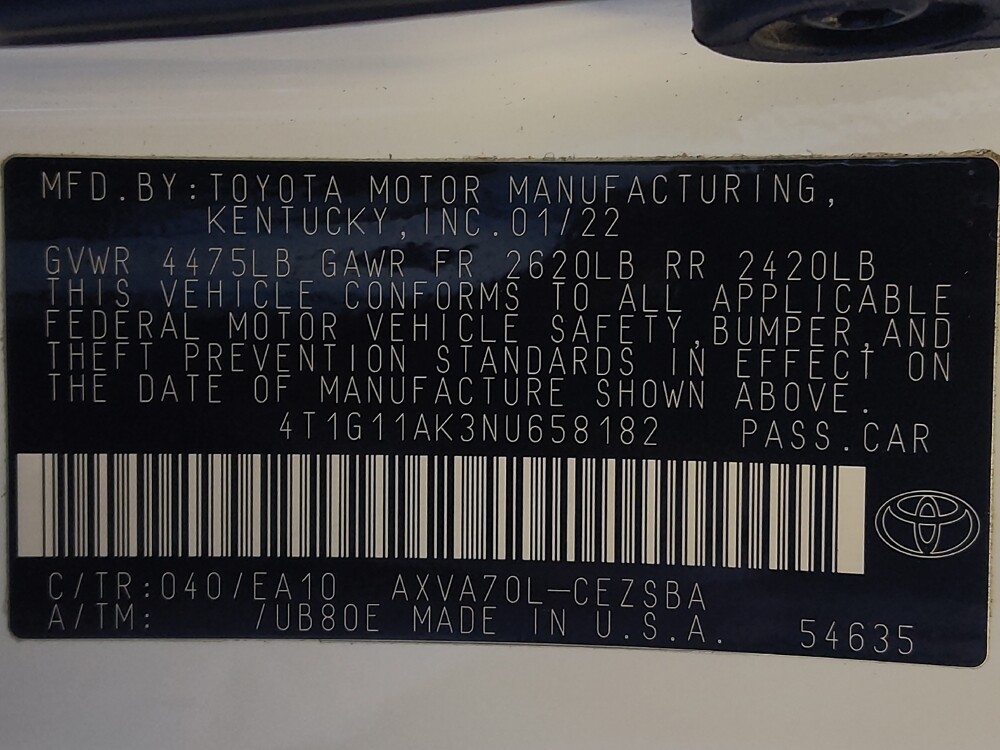 MFD.BY:TOYOTA MOTOR MANUFACTURING,
KENTUCKY,INC.01/22
GVWR 4475LB GAWR FR 2620LB RR 2420LB
THIS VEHICLE CONFORMS TO ALL APPLICABLE
FEDERAL MOTOR VEHICLE SAFETY,BUMPER,AND
THEFT PREVENTION STANDARDS IN EFFECT ON
THE DATE OF MANUFACTURE SHOWN ABOVE.
4T1G11AK3NU658182 PASS.CAR
C/TR:040/EA10 AXVA70L-CEZSBA
A/TM: /UB80E MADE IN U.S.A. 54635